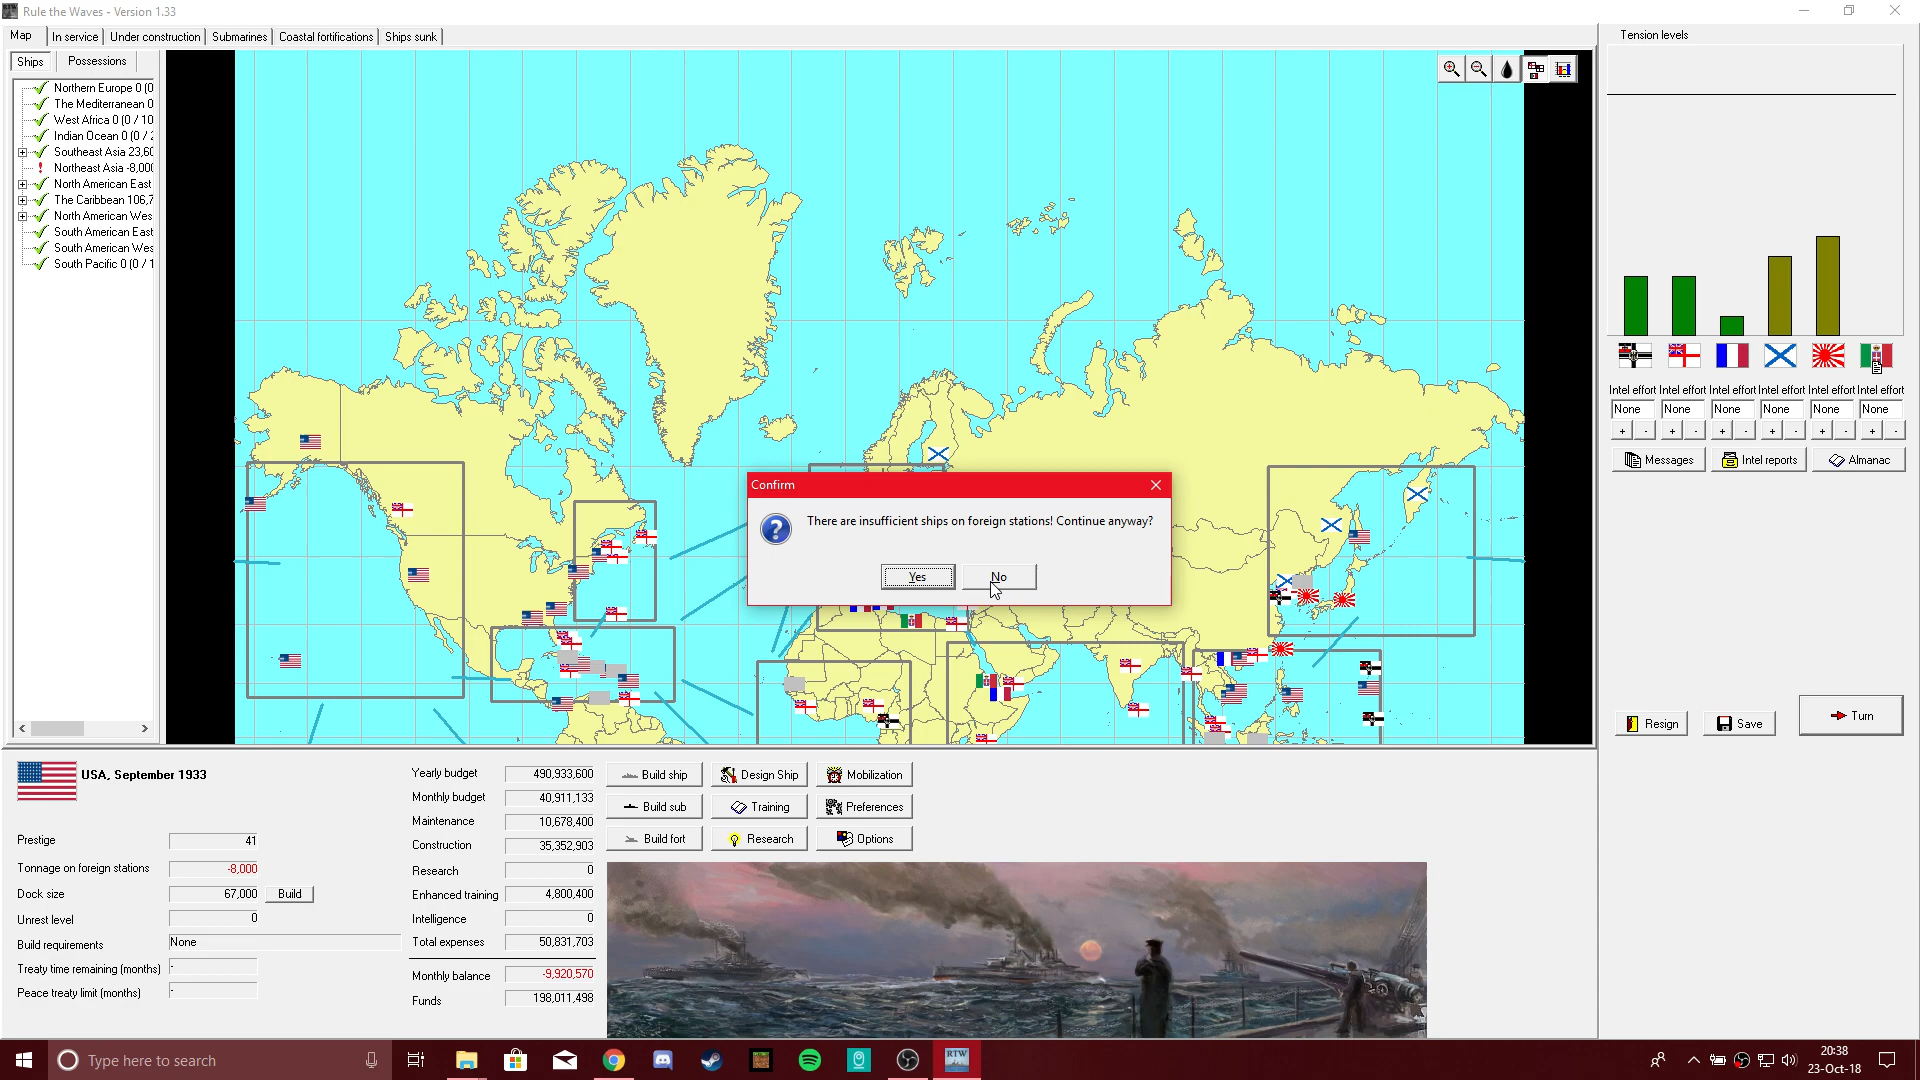 Rule the Waves - Version 1.33
Map
In service
Under construction
Submarines
Coastal fortifications
Ships sunk
Ships
Possessions
Northern Europe 0 (0
The Mediterranean 0
West Africa 0 (0 / 10
Indian Ocean 0 (0 / 2
Southeast Asia 23,60
Northeast Asia -8,000
North American East
The Caribbean 106,7
North American Wes
South American East
South American Wes
South Pacific 0 (0 / 1
Tension levels
Intel effort Intel effort Intel effort Intel effort Intel effort Intel effort
None None None None None None
+ - + - + - + - + - + -
Messages
Intel reports
Almanac
Confirm
There are insufficient ships on foreign stations! Continue anyway?
Yes
No
Resign
Save
Turn
USA, September 1933
Prestige 41
Tonnage on foreign stations -8,000
Dock size 67,000 Build
Unrest level 0
Build requirements None
Treaty time remaining (months) -
Peace treaty limit (months) -
Yearly budget 490,933,600
Monthly budget 40,911,133
Maintenance 10,678,400
Construction 35,352,903
Research 0
Enhanced training 4,800,400
Intelligence 0
Total expenses 50,831,703
Monthly balance -9,920,570
Funds 198,011,498
Build ship
Design Ship
Mobilization
Build sub
Training
Preferences
Build fort
Research
Options
Type here to search
RTW
20:38
23-Oct-18